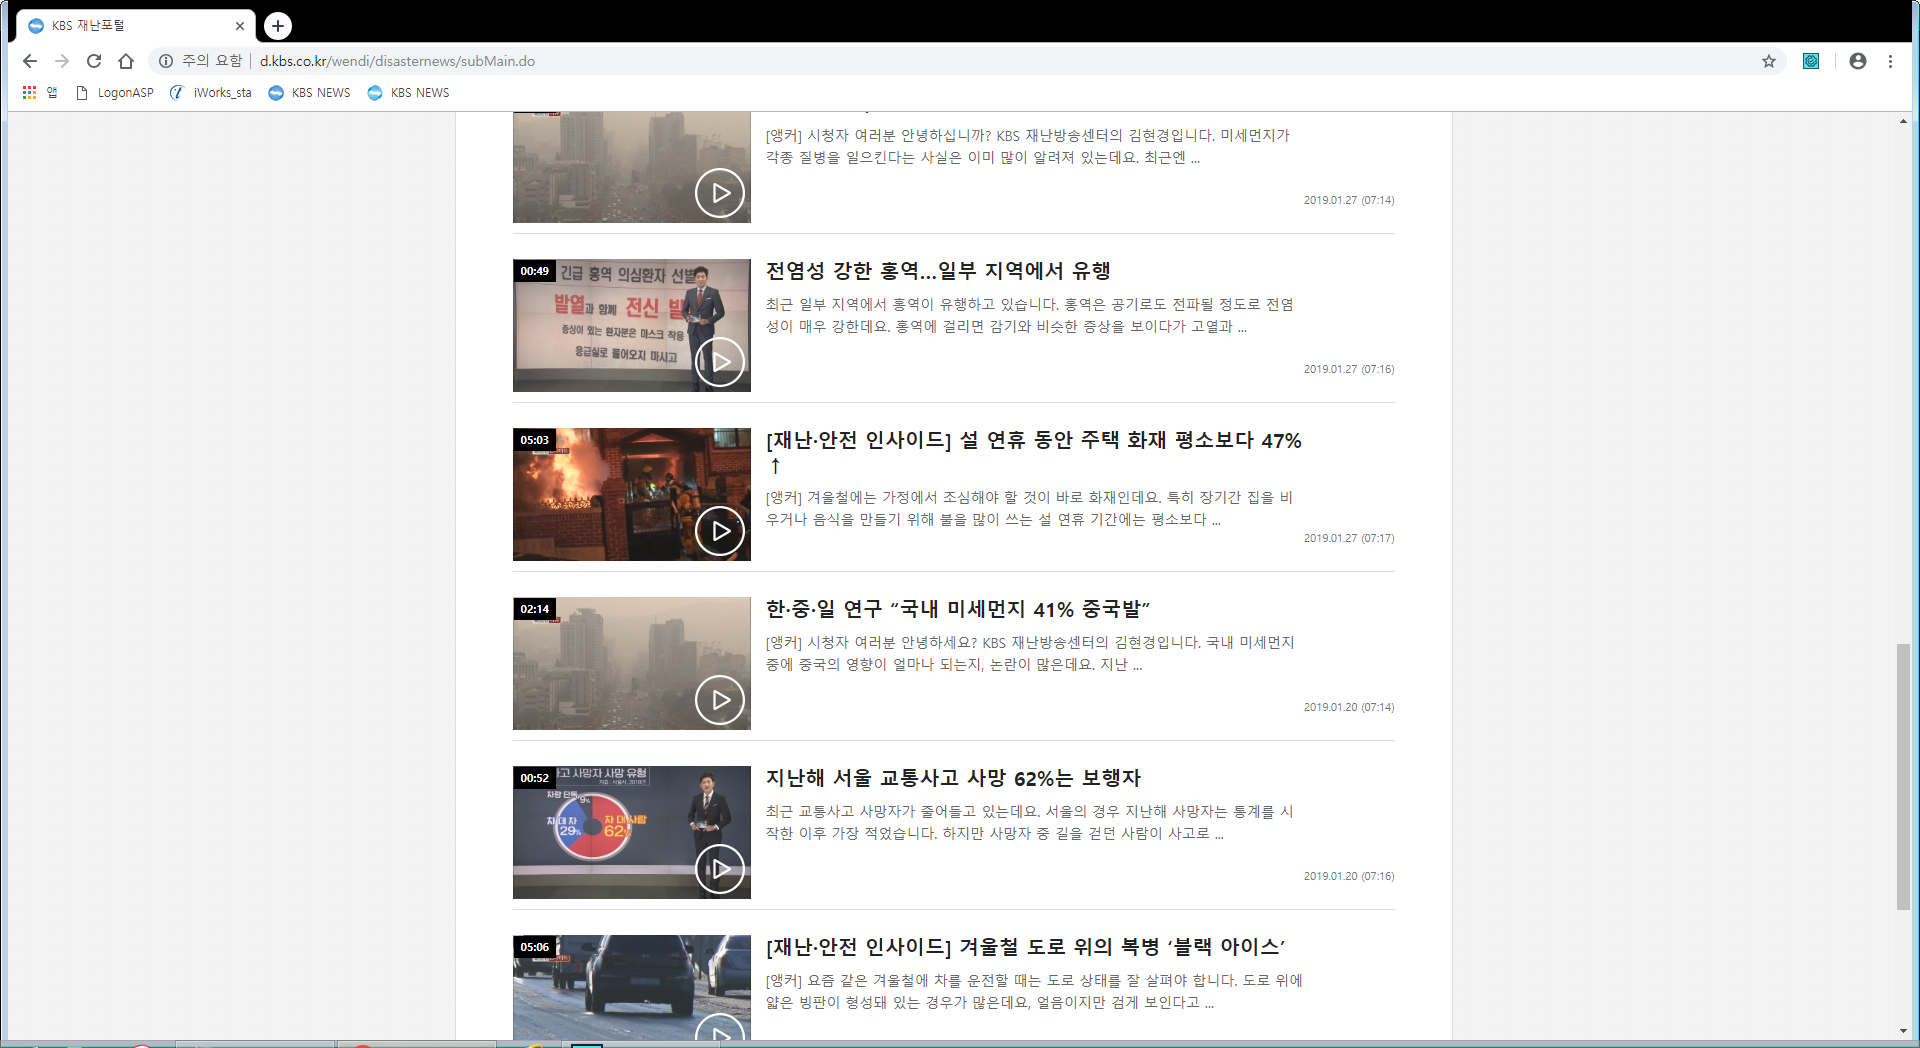 KBS 재난포털
주의 요함 | d.kbs.co.kr/wendi/disasternews/subMain.do
앱 LogonASP iWorks_sta KBS NEWS KBS NEWS
[앵커] 시청자 여러분 안녕하십니까? KBS 재난방송센터의 김현경입니다. 미세먼지가
각종 질병을 일으킨다는 사실은 이미 많이 알려져 있는데요. 최근엔 ...
2019.01.27 (07:14)
00:49
긴급 홍역 의심환자 선별
발열과 함께 전신 발
증상이 있는 환자분은 마스크 착용
응급실로 들어오지 마시고
전염성 강한 홍역...일부 지역에서 유행
최근 일부 지역에서 홍역이 유행하고 있습니다. 홍역은 공기로도 전파될 정도로 전염
성이 매우 강한데요. 홍역에 걸리면 감기와 비슷한 증상을 보이다가 고열과 ...
2019.01.27 (07:16)
05:03
[재난·안전 인사이드] 설 연휴 동안 주택 화재 평소보다 47%
↑
[앵커] 겨울철에는 가정에서 조심해야 할 것이 바로 화재인데요. 특히 장기간 집을 비
우거나 음식을 만들기 위해 불을 많이 쓰는 설 연휴 기간에는 평소보다 ...
2019.01.27 (07:17)
02:14
한·중·일 연구 “국내 미세먼지 41% 중국발”
[앵커] 시청자 여러분 안녕하세요? KBS 재난방송센터의 김현경입니다. 국내 미세먼지
중에 중국의 영향이 얼마나 되는지, 논란이 많은데요. 지난 ...
2019.01.20 (07:14)
00:52
사고 사망자 사망 유형
차량 단독 9%
차 대 차 29%
차 대 사람 62%
지난해 서울 교통사고 사망 62%는 보행자
최근 교통사고 사망자가 줄어들고 있는데요. 서울의 경우 지난해 사망자는 통계를 시
작한 이후 가장 적었습니다. 하지만 사망자 중 길을 걷던 사람이 사고로 ...
2019.01.20 (07:16)
05:06
[재난·안전 인사이드] 겨울철 도로 위의 복병 ‘블랙 아이스’
[앵커] 요즘 같은 겨울철에 차를 운전할 때는 도로 상태를 잘 살펴야 합니다. 도로 위에
얇은 빙판이 형성돼 있는 경우가 많은데요, 얼음이지만 검게 보인다고 ...